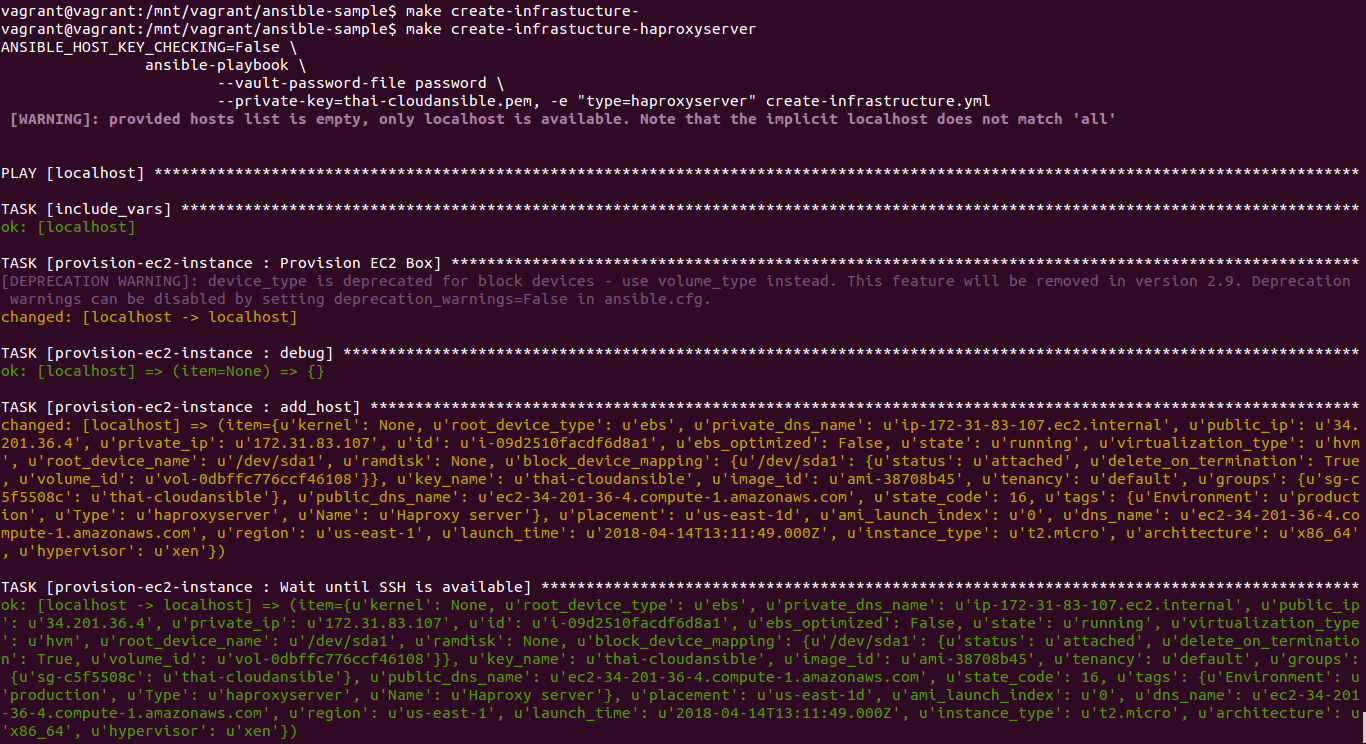 vagrant@vagrant:/mnt/vagrant/ansible-sample$ make create-infrastucture-
vagrant@vagrant:/mnt/vagrant/ansible-sample$ make create-infrastucture-haproxyserver
ANSIBLE_HOST_KEY_CHECKING=False \
                ansible-playbook \
                        --vault-password-file password \
                        --private-key=thai-cloudansible.pem, -e "type=haproxyserver" create-infrastructure.yml
 [WARNING]: provided hosts list is empty, only localhost is available. Note that the implicit localhost does not match 'all'
PLAY [localhost] **************************************************************************************************************************************
TASK [include_vars] ***********************************************************************************************************************************
ok: [localhost]
TASK [provision-ec2-instance : Provision EC2 Box] *****************************************************************************************************
[DEPRECATION WARNING]: device_type is deprecated for block devices - use volume_type instead. This feature will be removed in version 2.9. Deprecation
 warnings can be disabled by setting deprecation_warnings=False in ansible.cfg.
changed: [localhost -> localhost]
TASK [provision-ec2-instance : debug] *****************************************************************************************************************
ok: [localhost] => (item=None) => {}
TASK [provision-ec2-instance : add_host] **************************************************************************************************************
changed: [localhost] => (item={u'kernel': None, u'root_device_type': u'ebs', u'private_dns_name': u'ip-172-31-83-107.ec2.internal', u'public_ip': u'34.
201.36.4', u'private_ip': u'172.31.83.107', u'id': u'i-09d2510facdf6d8a1', u'ebs_optimized': False, u'state': u'running', u'virtualization_type': u'hvm
', u'root_device_name': u'/dev/sda1', u'ramdisk': None, u'block_device_mapping': {u'/dev/sda1': {u'status': u'attached', u'delete_on_termination': True
, u'volume_id': u'vol-0dbffc776ccf46108'}}, u'key_name': u'thai-cloudansible', u'image_id': u'ami-38708b45', u'tenancy': u'default', u'groups': {u'sg-c
5f5508c': u'thai-cloudansible'}, u'public_dns_name': u'ec2-34-201-36-4.compute-1.amazonaws.com', u'state_code': 16, u'tags': {u'Environment': u'product
ion', u'Type': u'haproxyserver', u'Name': u'Haproxy server'}, u'placement': u'us-east-1d', u'ami_launch_index': u'0', u'dns_name': u'ec2-34-201-36-4.co
mpute-1.amazonaws.com', u'region': u'us-east-1', u'launch_time': u'2018-04-14T13:11:49.000Z', u'instance_type': u't2.micro', u'architecture': u'x86_64'
, u'hypervisor': u'xen'})
TASK [provision-ec2-instance : Wait until SSH is available] *******************************************************************************************
ok: [localhost -> localhost] => (item={u'kernel': None, u'root_device_type': u'ebs', u'private_dns_name': u'ip-172-31-83-107.ec2.internal', u'public_ip
': u'34.201.36.4', u'private_ip': u'172.31.83.107', u'id': u'i-09d2510facdf6d8a1', u'ebs_optimized': False, u'state': u'running', u'virtualization_type
': u'hvm', u'root_device_name': u'/dev/sda1', u'ramdisk': None, u'block_device_mapping': {u'/dev/sda1': {u'status': u'attached', u'delete_on_terminatio
n': True, u'volume_id': u'vol-0dbffc776ccf46108'}}, u'key_name': u'thai-cloudansible', u'image_id': u'ami-38708b45', u'tenancy': u'default', u'groups':
 {u'sg-c5f5508c': u'thai-cloudansible'}, u'public_dns_name': u'ec2-34-201-36-4.compute-1.amazonaws.com', u'state_code': 16, u'tags': {u'Environment': u
'production', u'Type': u'haproxyserver', u'Name': u'Haproxy server'}, u'placement': u'us-east-1d', u'ami_launch_index': u'0', u'dns_name': u'ec2-34-201
-36-4.compute-1.amazonaws.com', u'region': u'us-east-1', u'launch_time': u'2018-04-14T13:11:49.000Z', u'instance_type': u't2.micro', u'architecture': u
'x86_64', u'hypervisor': u'xen'})